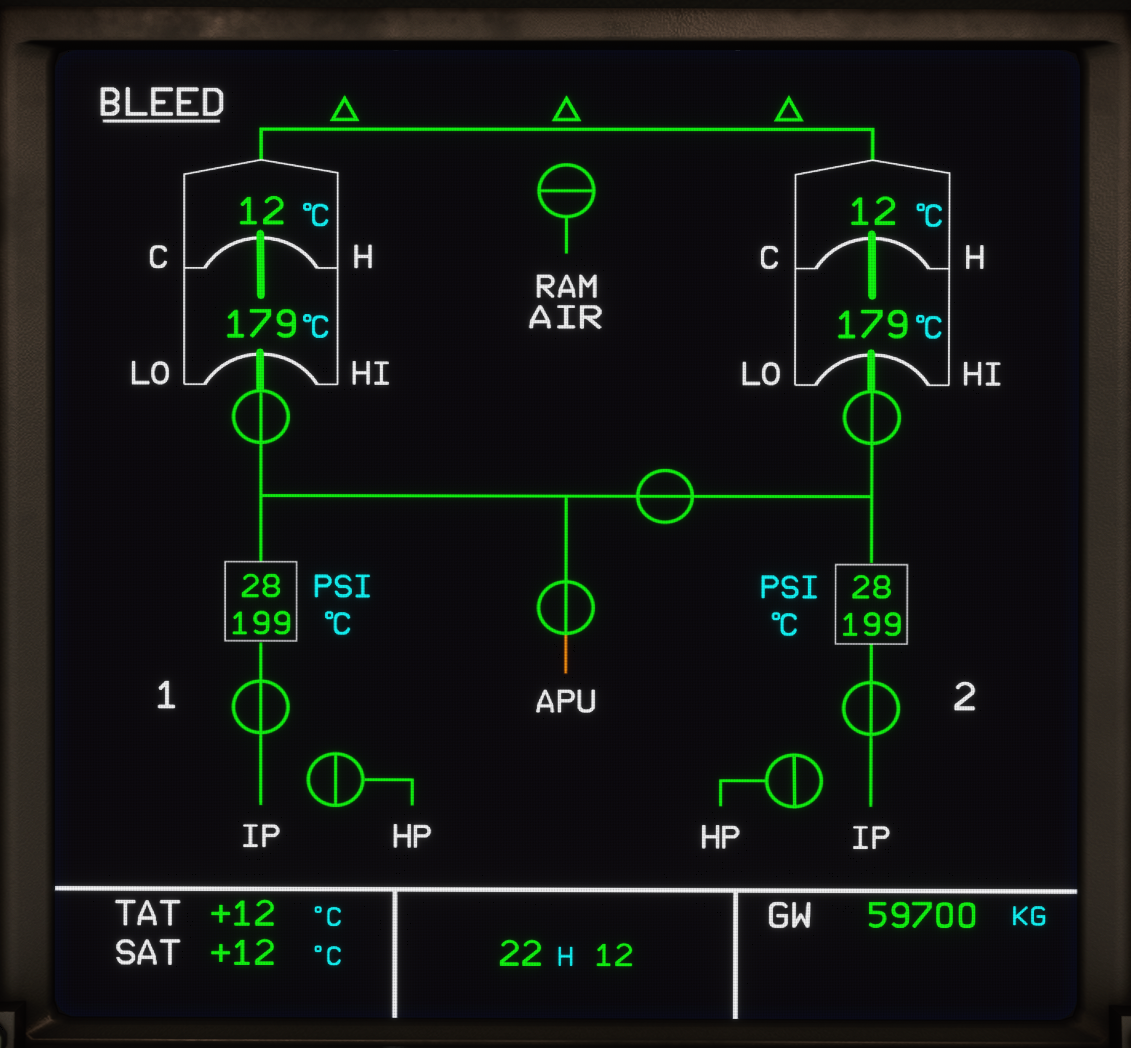 BLEED
12 °C 12 °C
C H C H
RAM
AIR
179 °C 179 °C
LO HI LO HI
28 PSI PSI 28
199 °C °C 199
1 APU 2
IP HP HP IP
TAT +12 °C GW 59700 KG
SAT +12 °C 22 H 12